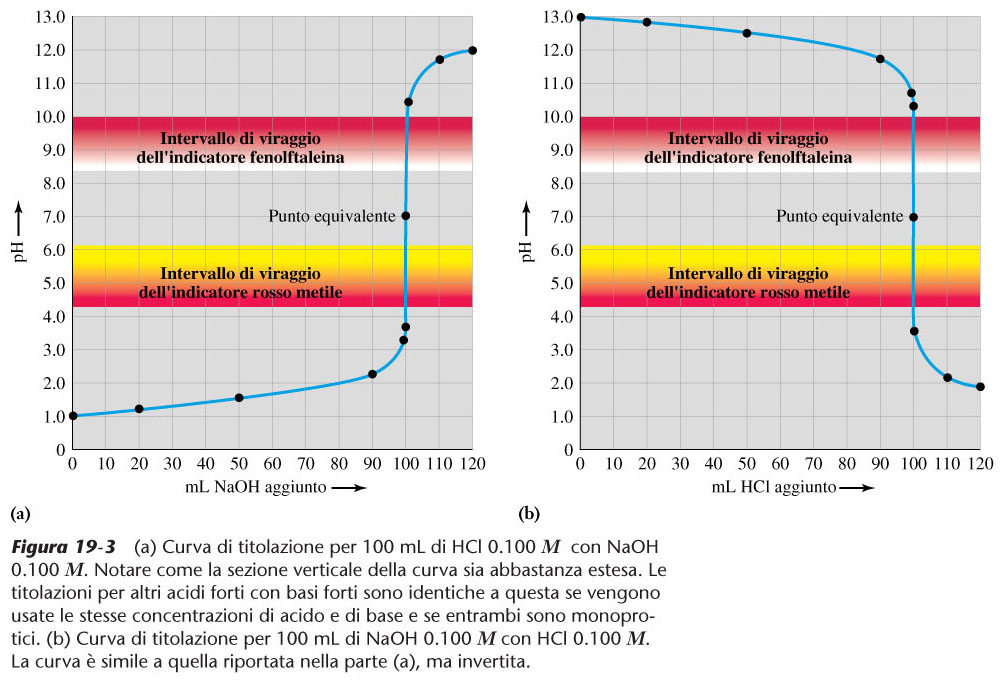 13.0
12.0
11.0
10.0
9.0
8.0
7.0
6.0
5.0
4.0
3.0
2.0
1.0
0
pH
Intervallo di viraggio
dell'indicatore fenolftaleina
Punto equivalente
Intervallo di viraggio
dell'indicatore rosso metile
0 10 20 30 40 50 60 70 80 90 100 110 120
mL NaOH aggiunto
(a)
13.0
12.0
11.0
10.0
9.0
8.0
7.0
6.0
5.0
4.0
3.0
2.0
1.0
0
pH
Intervallo di viraggio
dell'indicatore fenolftaleina
Punto equivalente
Intervallo di viraggio
dell'indicatore rosso metile
0 10 20 30 40 50 60 70 80 90 100 110 120
mL HCl aggiunto
(b)
Figura 19-3 (a) Curva di titolazione per 100 mL di HCl 0.100 M con NaOH
0.100 M. Notare come la sezione verticale della curva sia abbastanza estesa. Le
titolazioni per altri acidi forti con basi forti sono identiche a questa se vengono
usate le stesse concentrazioni di acido e di base e se entrambi sono monopro-
tici. (b) Curva di titolazione per 100 mL di NaOH 0.100 M con HCl 0.100 M.
La curva è simile a quella riportata nella parte (a), ma invertita.